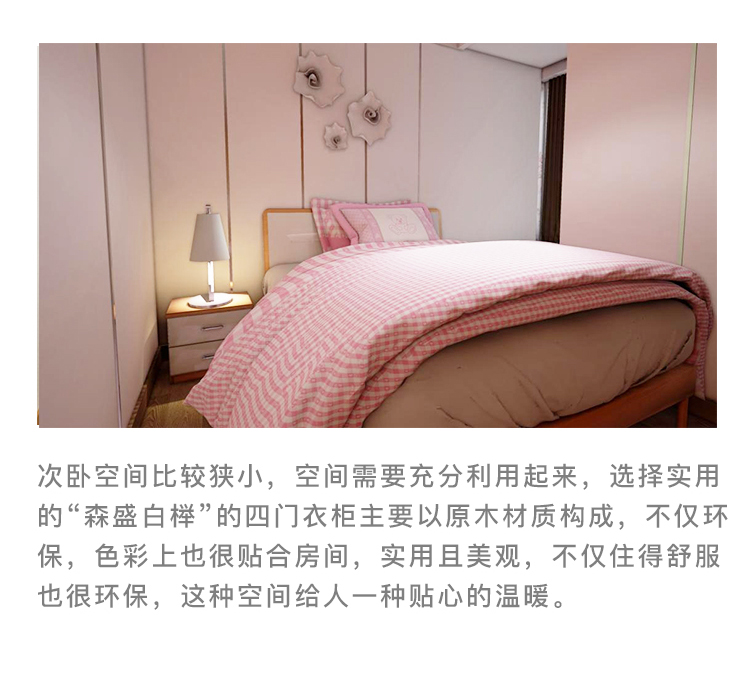 次卧空间比较狭小，空间需要充分利用起来，选择实用
的“森盛白榉”的四门衣柜主要以原木材质构成，不仅环
保，色彩上也很贴合房间，实用且美观，不仅住得舒服
也很环保，这种空间给人一种贴心的温暖。